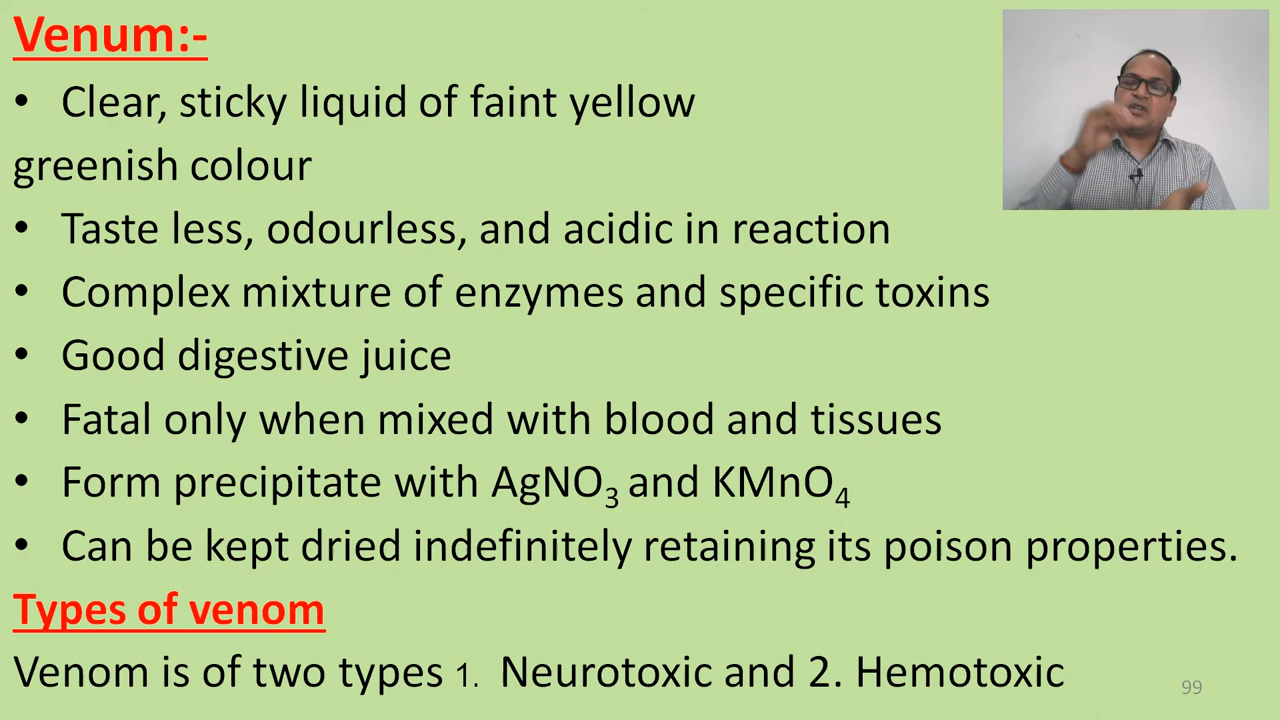 Venum:-
• Clear, sticky liquid of faint yellow
greenish colour
• Taste less, odourless, and acidic in reaction
• Complex mixture of enzymes and specific toxins
• Good digestive juice
• Fatal only when mixed with blood and tissues
• Form precipitate with AgNO₃ and KMnO₄
• Can be kept dried indefinitely retaining its poison properties.
Types of venom
Venom is of two types 1. Neurotoxic and 2. Hemotoxic
99